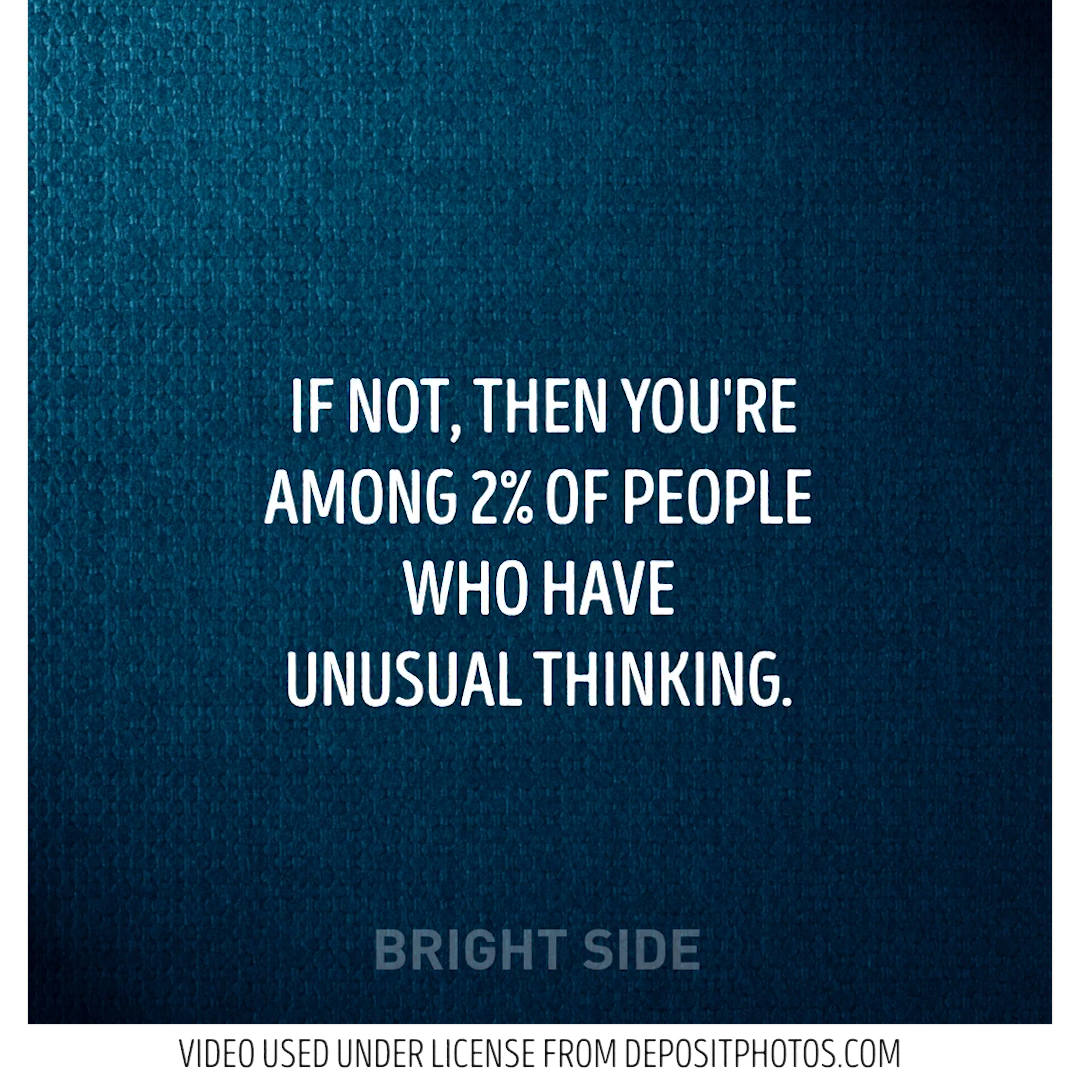 IF NOT, THEN YOU'RE
AMONG 2% OF PEOPLE
WHO HAVE
UNUSUAL THINKING.
BRIGHT SIDE
VIDEO USED UNDER LICENSE FROM DEPOSITPHOTOS.COM